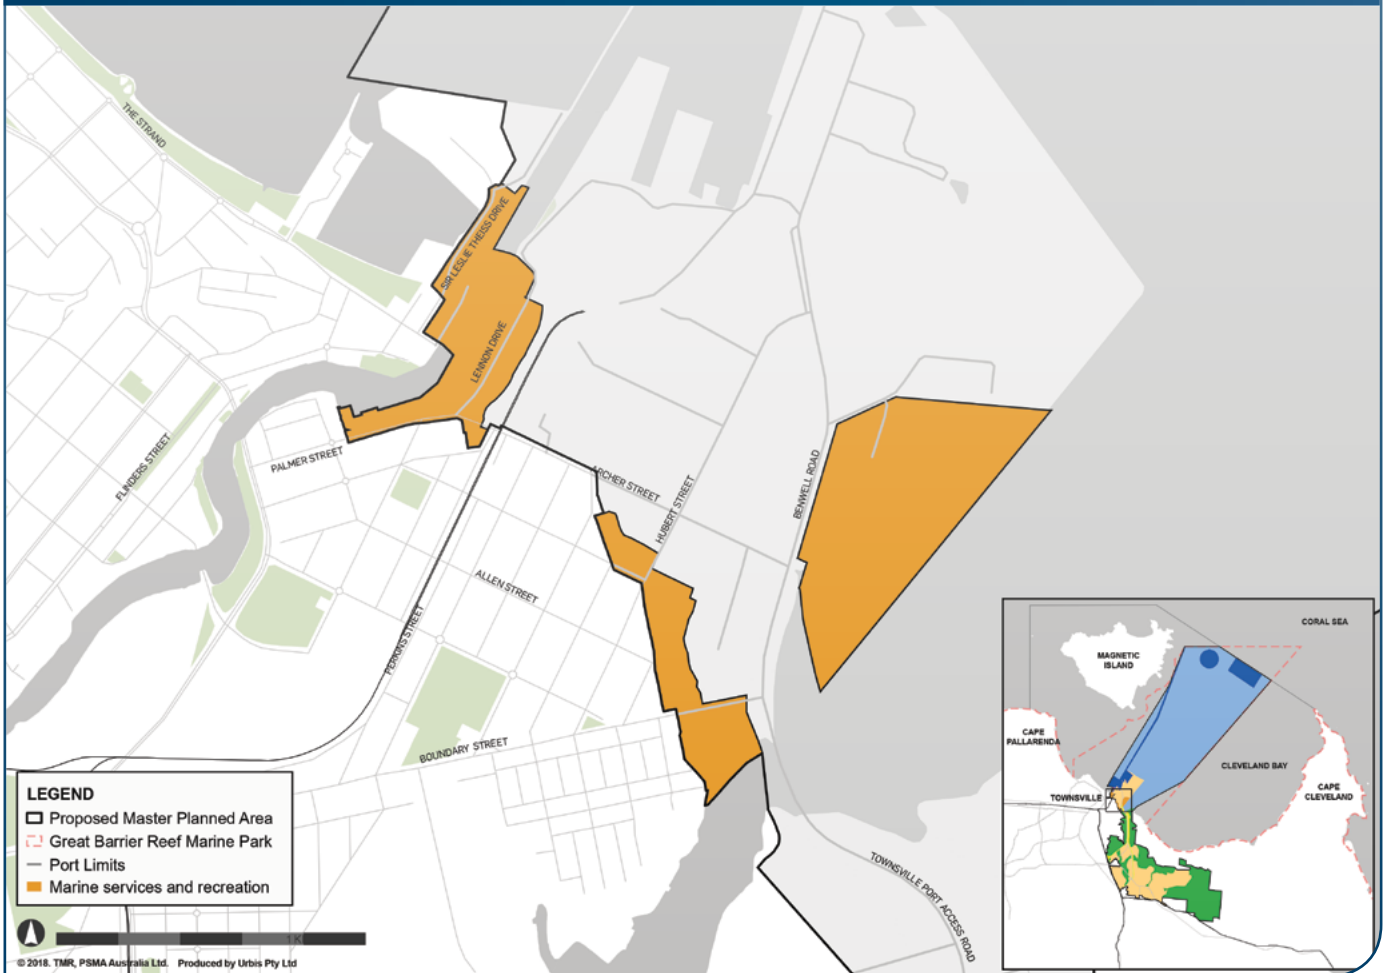 THE STRAND
SIR LESLIE THEISS DRIVE
LENNON DRIVE
FLINDERS STREET
PALMER STREET
ARCHER STREET
HUBERT STREET
BENWELL ROAD
ALLEN STREET
PERKINS STREET
BOUNDARY STREET
TOWNSVILLE PORT ACCESS ROAD
LEGEND
Proposed Master Planned Area
Great Barrier Reef Marine Park
Port Limits
Marine services and recreation
© 2018. TMR, PSMA Australia Ltd. Produced by Urbis Pty Ltd
CORAL SEA
MAGNETIC
ISLAND
CAPE
PALLARENDA
CLEVELAND BAY
TOWNSVILLE
CAPE
CLEVELAND